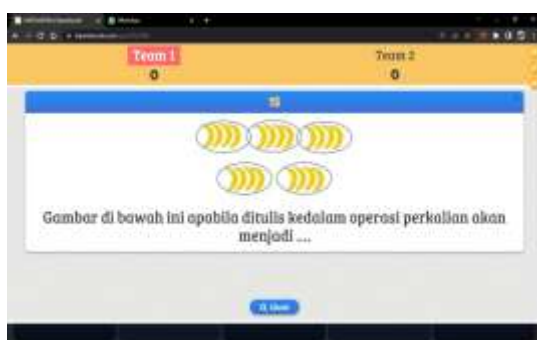 Team 1
Team 2
0
0
Gambar di bawah ini apabila ditulis kedalam operasi perkalian akan
menjadi ....